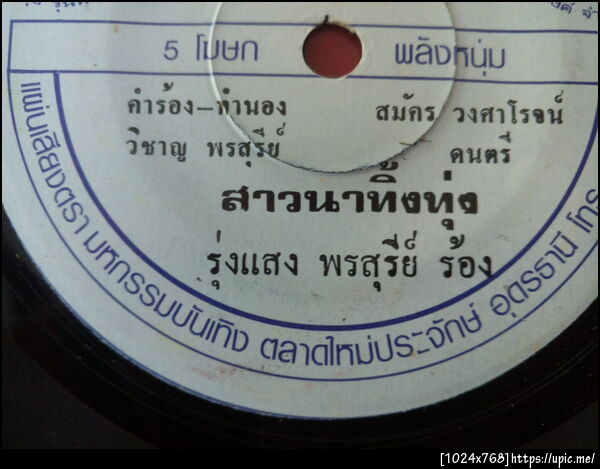 5 โมษก พลังหนุ่ม
คำร้อง-ทำนอง สมัคร วงศาโรจน์
วิชาญ พรสุรีย์ ดนตรี
สาวนาทิ้งทุ่ง
รุ่งแสง พรสุรีย์ ร้อง
แผ่นเสียงตรา มหกรรมบันเทิง ตลาดใหม่ประจักษ์ อุดรธานี โทร
[1024x768]https://upic.me/